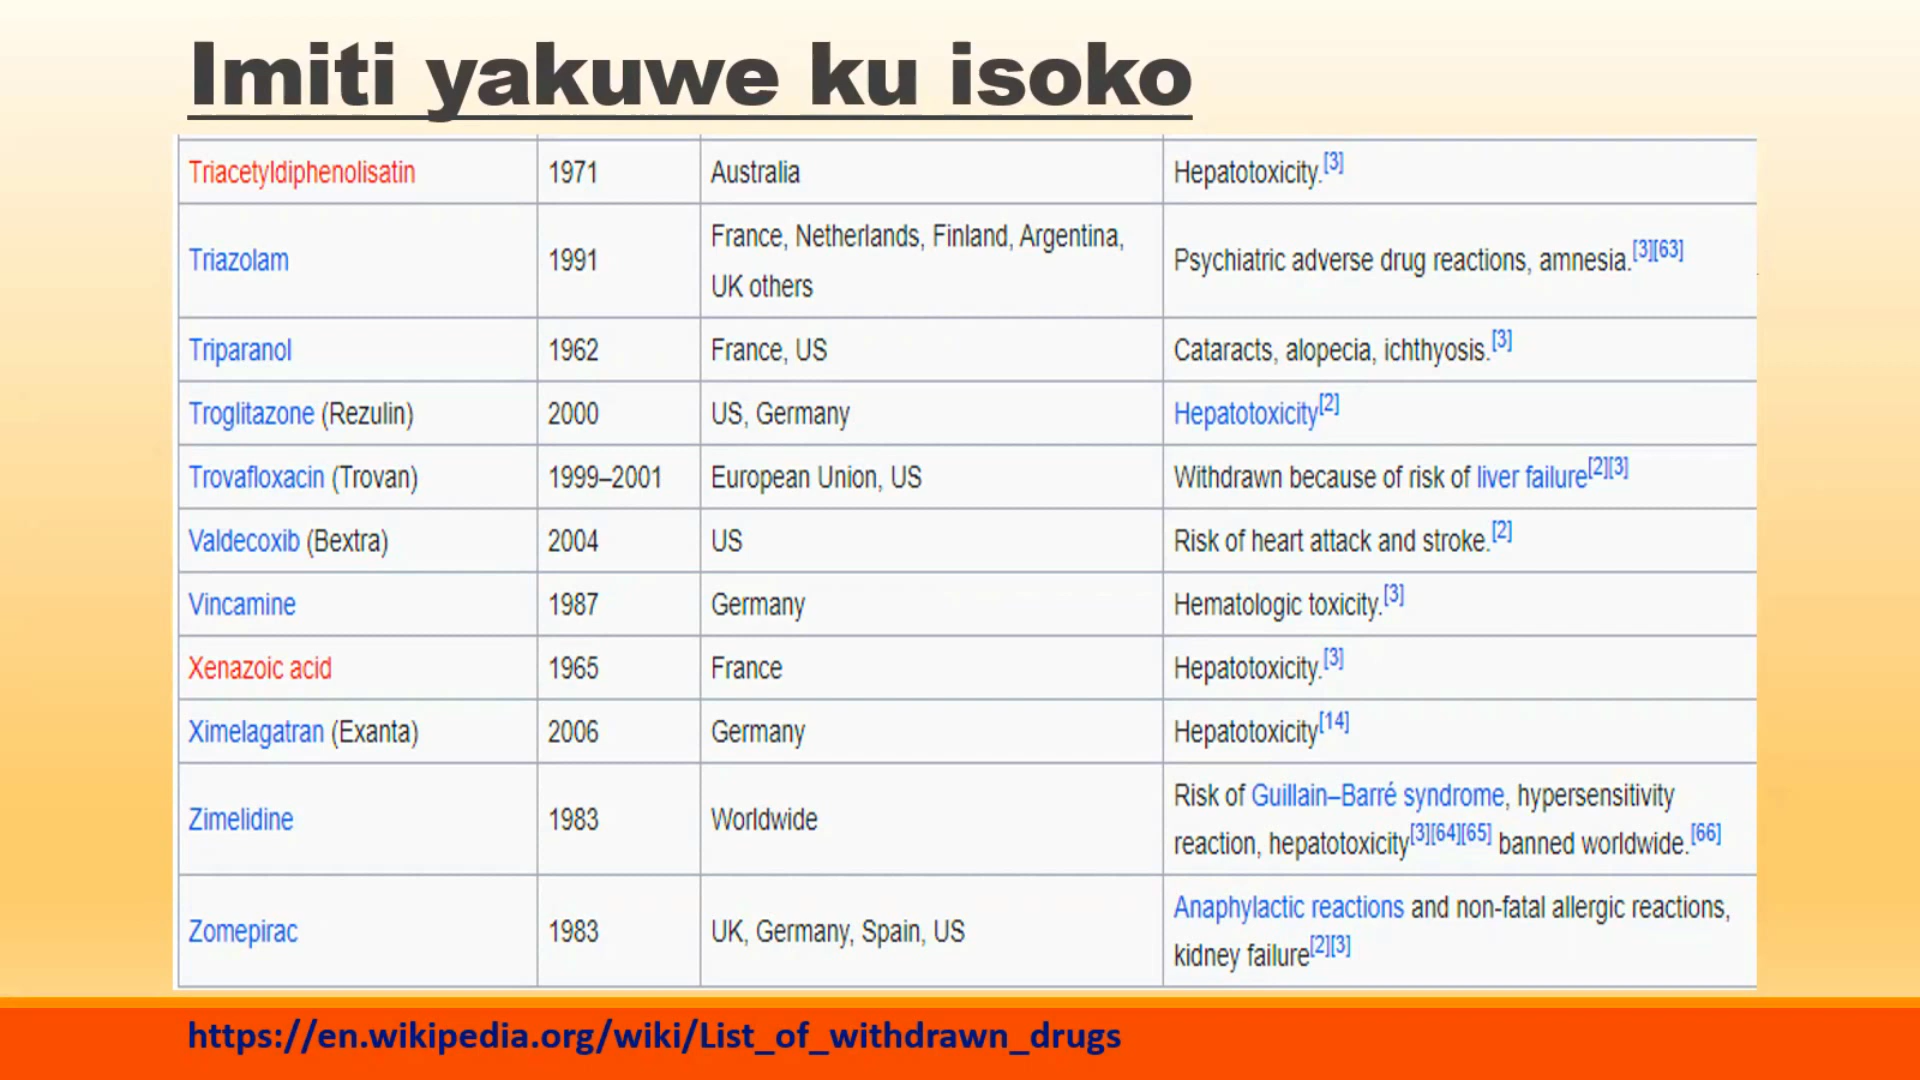 Imiti yakuwe ku isoko
Triacetyldiphenolisatin 1971 Australia Hepatotoxicity.[3]
Triazolam 1991 France, Netherlands, Finland, Argentina, UK others Psychiatric adverse drug reactions, amnesia.[3][63]
Triparanol 1962 France, US Cataracts, alopecia, ichthyosis.[3]
Troglitazone (Rezulin) 2000 US, Germany Hepatotoxicity[2]
Trovafloxacin (Trovan) 1999–2001 European Union, US Withdrawn because of risk of liver failure[2][3]
Valdecoxib (Bextra) 2004 US Risk of heart attack and stroke.[2]
Vincamine 1987 Germany Hematologic toxicity.[3]
Xenazoic acid 1965 France Hepatotoxicity.[3]
Ximelagatran (Exanta) 2006 Germany Hepatotoxicity[14]
Zimelidine 1983 Worldwide Risk of Guillain–Barré syndrome, hypersensitivity reaction, hepatotoxicity[3][64][65] banned worldwide.[66]
Zomepirac 1983 UK, Germany, Spain, US Anaphylactic reactions and non-fatal allergic reactions, kidney failure[2][3]
https://en.wikipedia.org/wiki/List_of_withdrawn_drugs